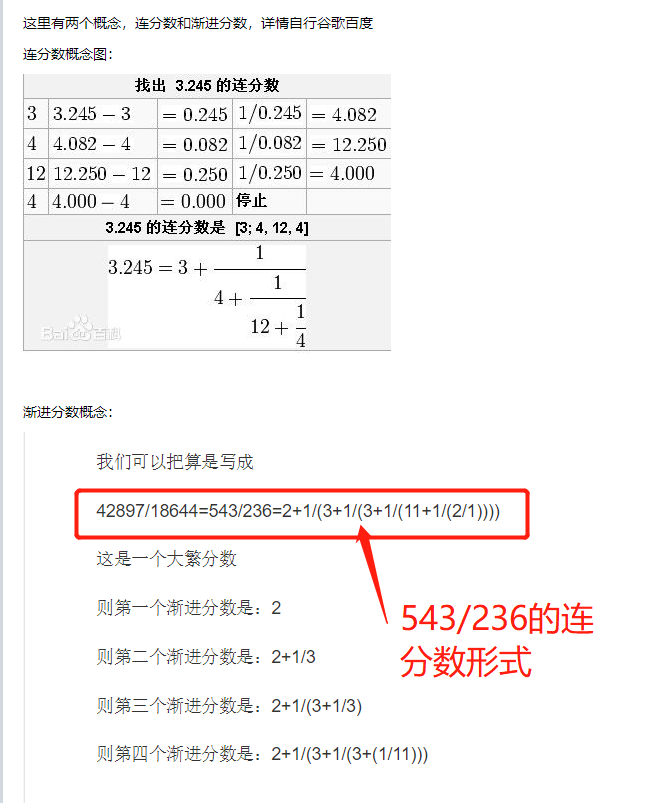 这里有两个概念，连分数和渐进分数，详情自行谷歌百度
连分数概念图：
找出 3.245 的连分数
3 3.245 − 3 = 0.245 1/0.245 = 4.082
4 4.082 − 4 = 0.082 1/0.082 = 12.250
12 12.250 − 12 = 0.250 1/0.250 = 4.000
4 4.000 − 4 = 0.000 停止
3.245 的连分数是 [3; 4, 12, 4]
3.245 = 3 +
1
4 +
1
12 +
1
4
Bai百科
渐进分数概念：
我们可以把算是写成
42897/18644=543/236=2+1/(3+1/(3+1/(11+1/(2/1))))
这是一个大繁分数
则第一个渐进分数是：2
543/236的连
分数形式
则第二个渐进分数是：2+1/3
则第三个渐进分数是：2+1/(3+1/3)
则第四个渐进分数是：2+1/(3+1/(3+(1/11)))